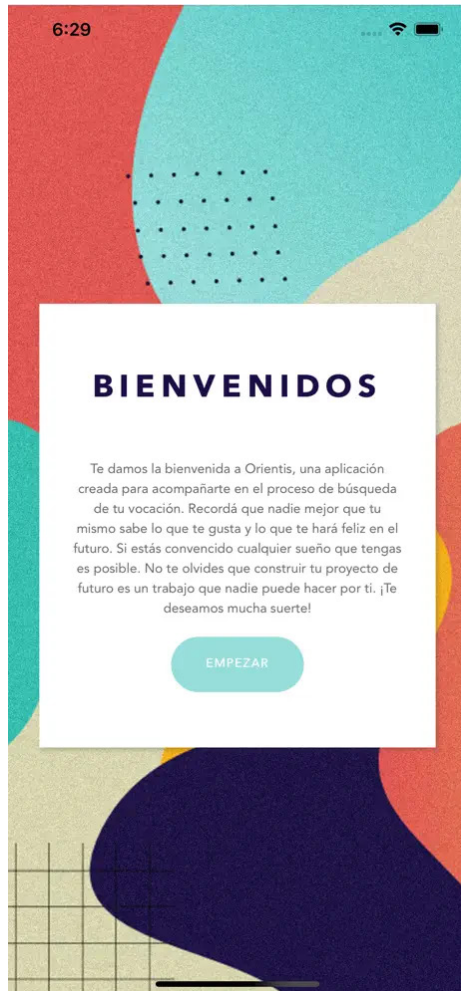 6:29
BIENVENIDOS
Te damos la bienvenida a Orientis, una aplicación
creada para acompañarte en el proceso de búsqueda
de tu vocación. Recordá que nadie mejor que tu
mismo sabe lo que te gusta y lo que te hará feliz en el
futuro. Si estás convencido cualquier sueño que tengas
es posible. No te olvides que construir tu proyecto de
futuro es un trabajo que nadie puede hacer por ti. ¡Te
deseamos mucha suerte!
EMPEZAR